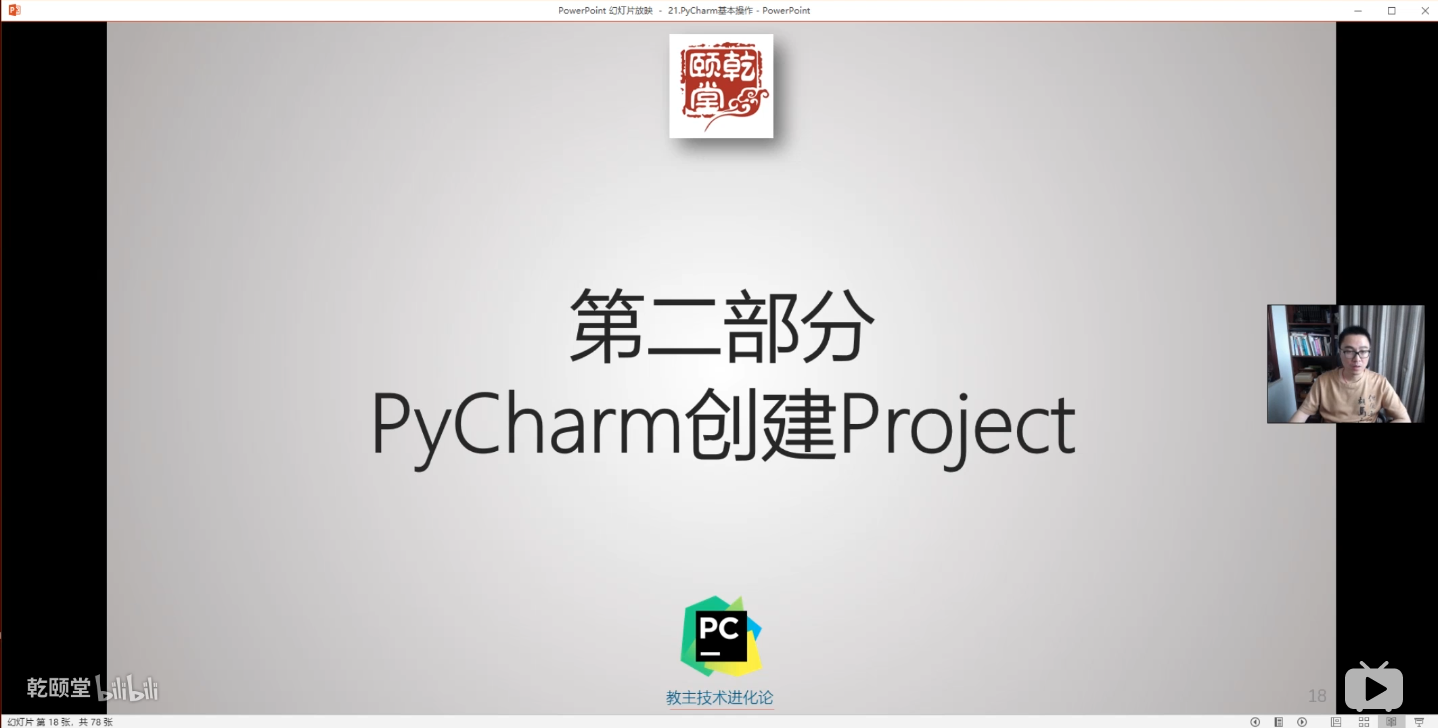 PowerPoint 幻灯片放映 - 21.PyCharm基本操作 - PowerPoint
颐乾
堂
第二部分
PyCharm创建Project
PC
教主技术进化论
乾颐堂 bilibili
18
幻灯片 第 18 张，共 78 张